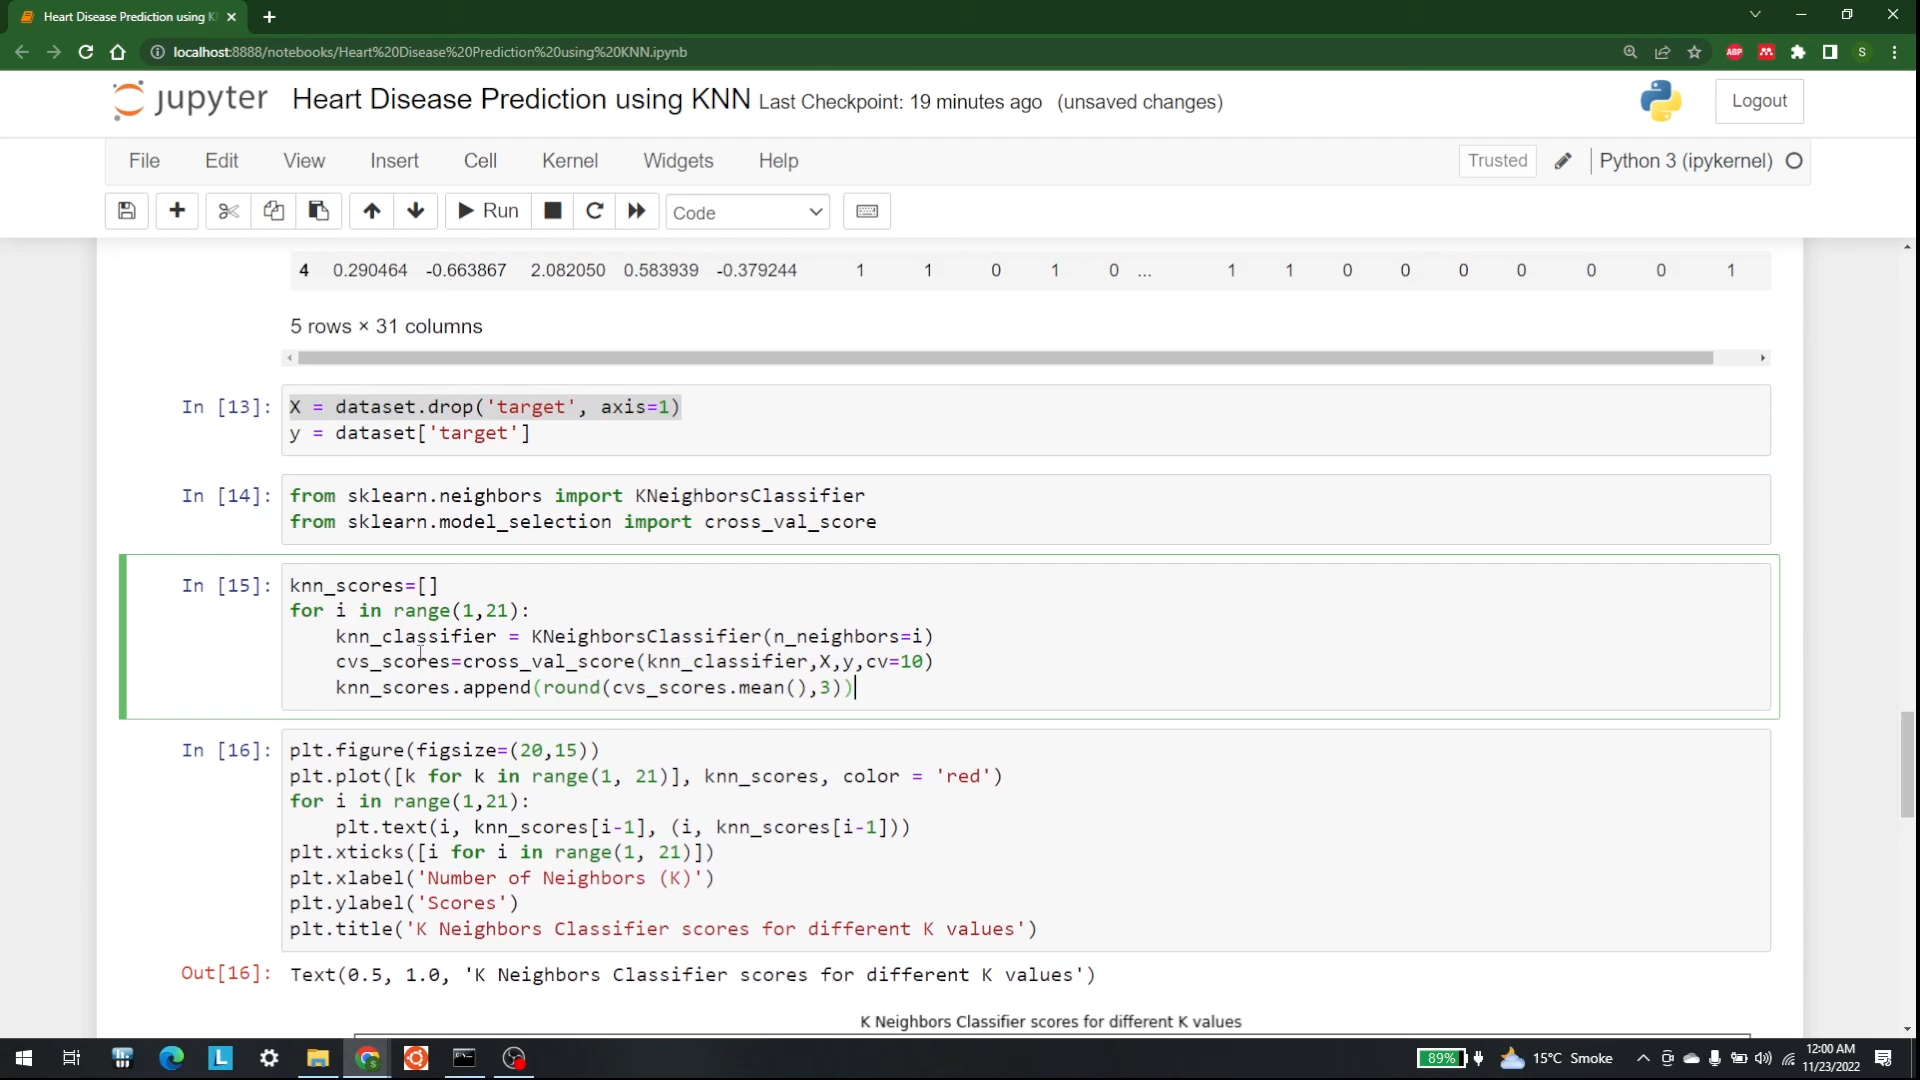 Heart Disease Prediction using K
localhost:8888/notebooks/Heart%20Disease%20Prediction%20using%20KNN.ipynb
ABP
S
jupyter Heart Disease Prediction using KNN Last Checkpoint: 19 minutes ago (unsaved changes)
Logout
File Edit View Insert Cell Kernel Widgets Help
Trusted Python 3 (ipykernel)
Run Code
4 0.290464 -0.663867 2.082050 0.583939 -0.379244 1 1 0 1 0 ... 1 1 0 0 0 0 0 0 1
5 rows × 31 columns
In [13]: X = dataset.drop('target', axis=1)
y = dataset['target']
In [14]: from sklearn.neighbors import KNeighborsClassifier
from sklearn.model_selection import cross_val_score
In [15]: knn_scores=[]
for i in range(1,21):
    knn_classifier = KNeighborsClassifier(n_neighbors=i)
    cvs_scores=cross_val_score(knn_classifier,X,y,cv=10)
    knn_scores.append(round(cvs_scores.mean(),3))
In [16]: plt.figure(figsize=(20,15))
plt.plot([k for k in range(1, 21)], knn_scores, color = 'red')
for i in range(1,21):
    plt.text(i, knn_scores[i-1], (i, knn_scores[i-1]))
plt.xticks([i for i in range(1, 21)])
plt.xlabel('Number of Neighbors (K)')
plt.ylabel('Scores')
plt.title('K Neighbors Classifier scores for different K values')
Out[16]: Text(0.5, 1.0, 'K Neighbors Classifier scores for different K values')
K Neighbors Classifier scores for different K values
L
89% 15°C Smoke
12:00 AM
11/23/2022